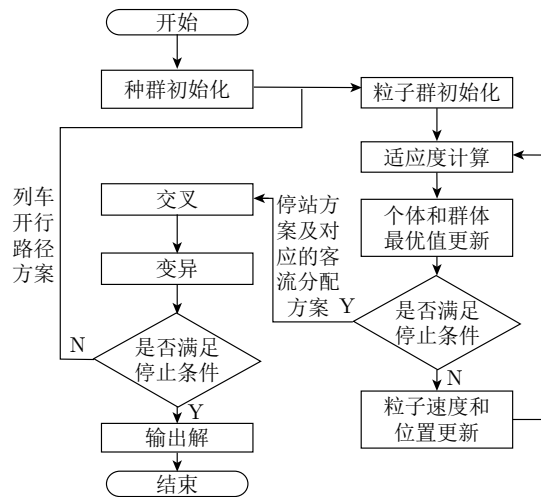 开始
种群初始化
粒子群初始化
适应度计算
个体和群体
最优值更新
是否满足
停止条件
Y
N
粒子速度和
位置更新
停站方
案及对
应的客
流分配
方案
交叉
变异
是否满足
停止条件
N
Y
列车
开行
路径
方案
输出解
结束